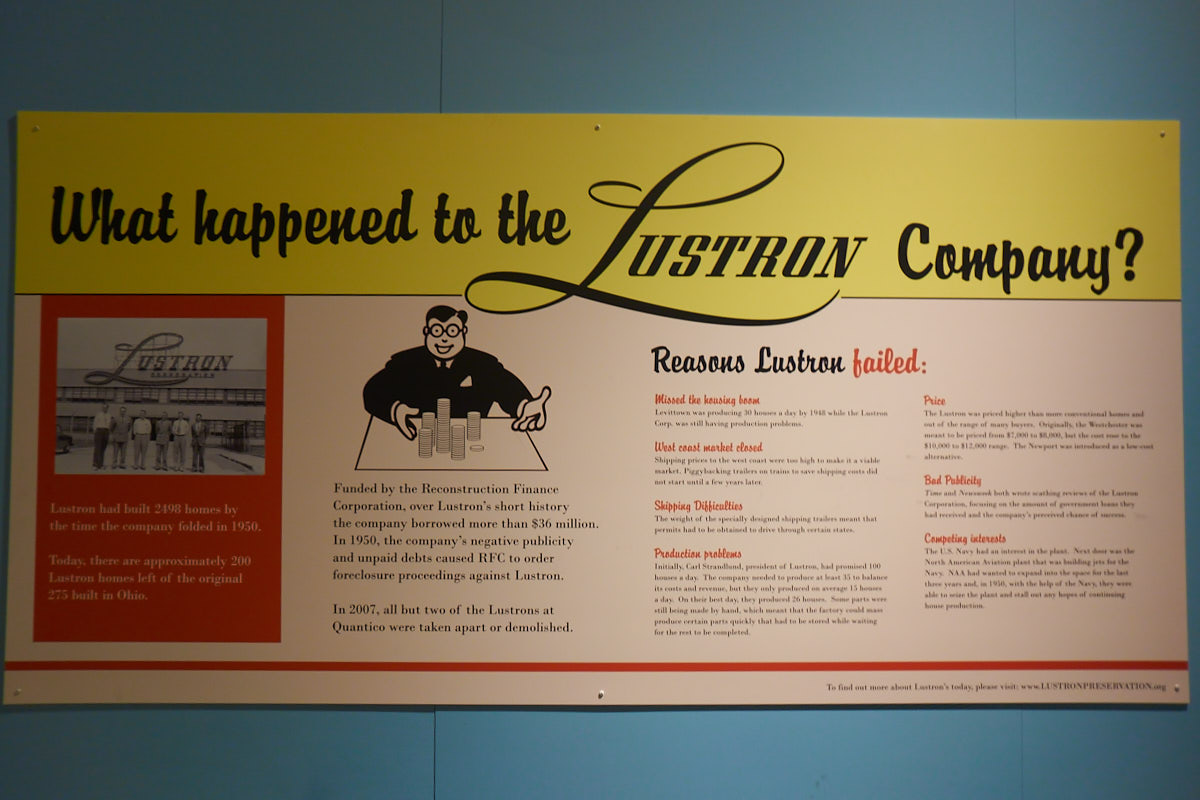 What happened to the LUSTRON Company?
LUSTRON
CORPORATION
Lustron had built 2498 homes by
the time the company folded in 1950.
Today, there are approximately 200
Lustron homes left of the original
275 built in Ohio.
Funded by the Reconstruction Finance
Corporation, over Lustron's short history
the company borrowed more than $36 million.
In 1950, the company's negative publicity
and unpaid debts caused RFC to order
foreclosure proceedings against Lustron.
In 2007, all but two of the Lustrons at
Quantico were taken apart or demolished.
Reasons Lustron failed:
Missed the housing boom
Levittown was producing 30 houses a day by 1948 while the Lustron
Corp. was still having production problems.
West coast market closed
Shipping prices to the west coast were too high to make it a viable
market. Piggybacking trailers on trains to save shipping costs did
not start until a few years later.
Shipping Difficulties
The weight of the specially designed shipping trailers meant that
permits had to be obtained to drive through certain states.
Production problems
Initially, Carl Strandlund, president of Lustron, had promised 100
houses a day. The company needed to produce at least 35 to balance
its costs and revenue, but they only produced on average 15 houses
a day. On their best day, they produced 26 houses. Some parts were
still being made by hand, which meant that the factory could mass
produce certain parts quickly that had to be stored while waiting
for the rest to be completed.
Price
The Lustron was priced higher than more conventional homes and
out of the range of many buyers. Originally, the Westchester was
meant to be priced from $7,000 to $8,000, but the cost rose to the
$10,000 to $12,000 range. The Newport was introduced as a low-cost
alternative.
Bad Publicity
Time and Newsweek both wrote scathing reviews of the Lustron
Corporation, focusing on the amount of government loans they
had received and the company's perceived chance of success.
Competing interests
The U.S. Navy had an interest in the plant. Next door was the
North American Aviation plant that was building jets for the
Navy. NAA had wanted to expand into the space for the last
three years and, in 1950, with the help of the Navy, they were
able to seize the plant and stall out any hopes of continuing
house production.
To find out more about Lustron's today, please visit: www.LUSTRONPRESERVATION.org